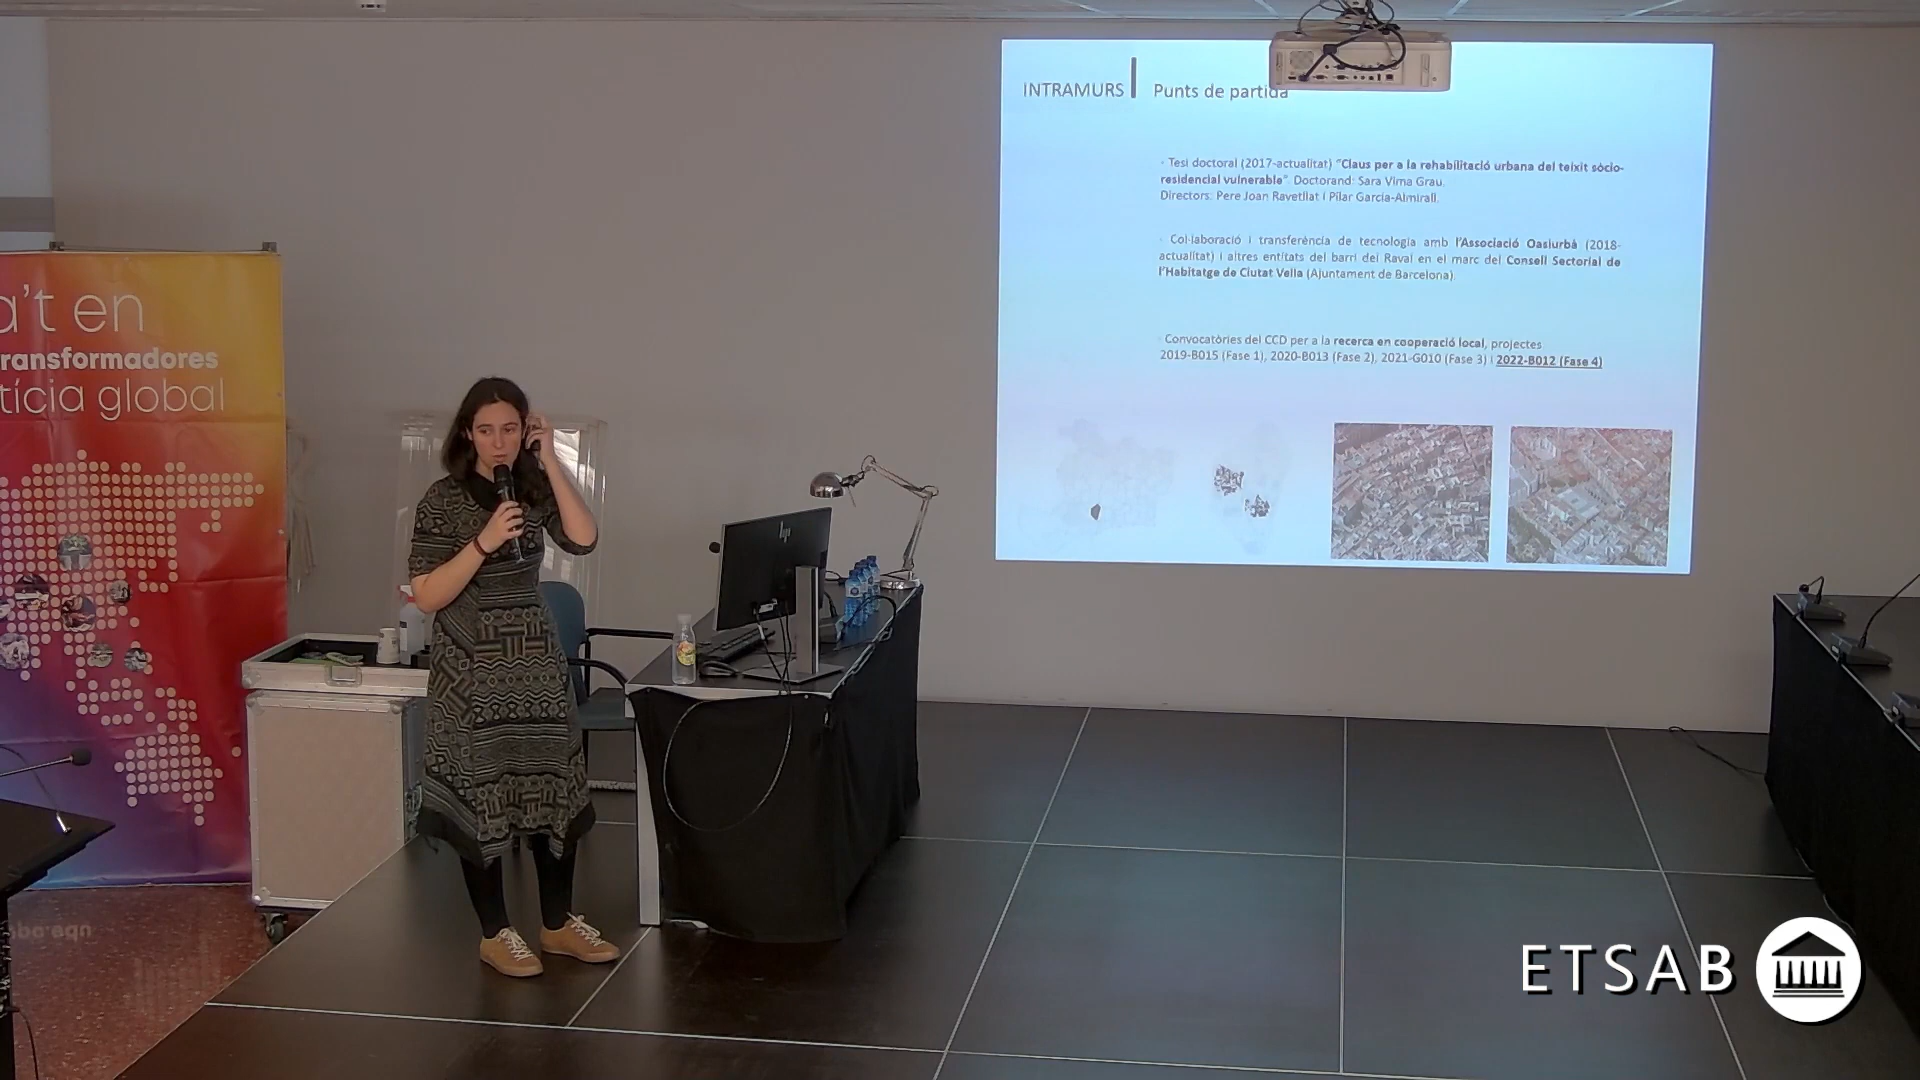 INTRAMURS
Punts de partida
- Tesi doctoral (2017-actualitat) "Claus per a la rehabilitació urbana del teixit sòcio-
residencial vulnerable". Doctorand: Sara Vima Grau.
Directors: Pere Joan Ravetllat i Pilar Garcia-Almirall.
- Col·laboració i transferència de tecnologia amb l'Associació Oasiurbà (2018-
actualitat) i altres entitats del barri del Raval en el marc del Consell Sectorial de
l'Habitatge de Ciutat Vella (Ajuntament de Barcelona).
- Convocatòries del CCD per a la recerca en cooperació local, projectes
2019-B015 (Fase 1), 2020-B013 (Fase 2), 2021-G010 (Fase 3) i 2022-B012 (Fase 4)
a't en
ransformadores
tícia global
hp
ETSAB